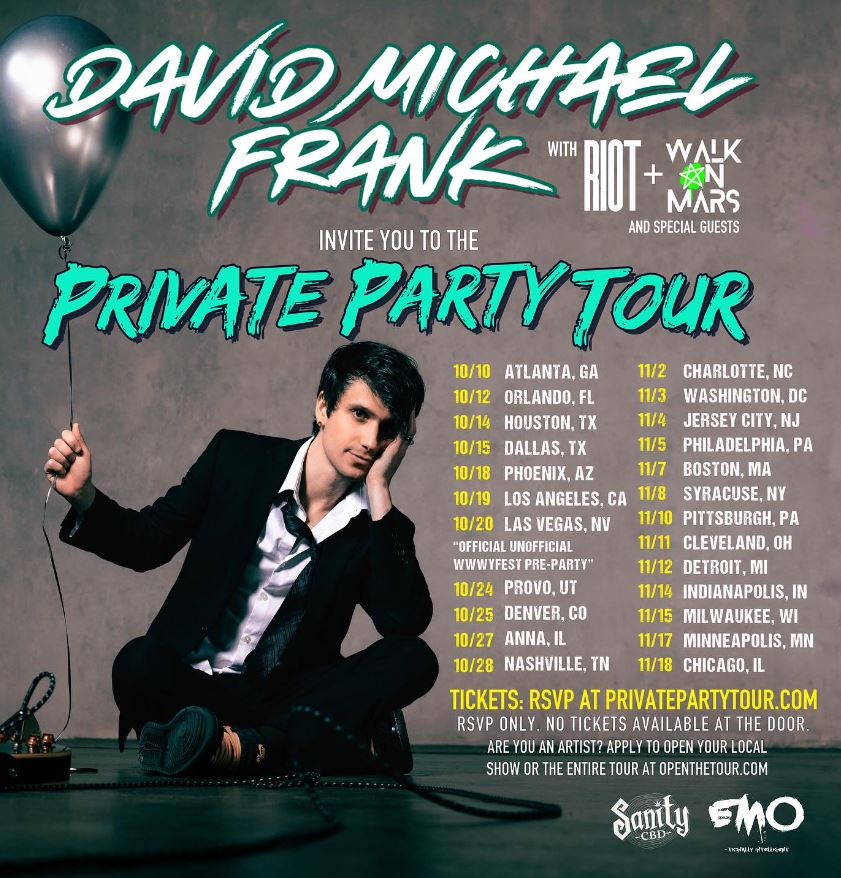 DAVID MICHAEL
FRANK
WITH RIOT + WALK
ON
MARS
AND SPECIAL GUESTS
INVITE YOU TO THE
PRIVATE PARTY TOUR
10/10 ATLANTA, GA
10/12 ORLANDO, FL
10/14 HOUSTON, TX
10/15 DALLAS, TX
10/18 PHOENIX, AZ
10/19 LOS ANGELES, CA
10/20 LAS VEGAS, NV
"OFFICIAL UNOFFICIAL
WWWYFEST PRE-PARTY"
10/24 PROVO, UT
10/25 DENVER, CO
10/27 ANNA, IL
10/28 NASHVILLE, TN
11/2 CHARLOTTE, NC
11/3 WASHINGTON, DC
11/4 JERSEY CITY, NJ
11/5 PHILADELPHIA, PA
11/7 BOSTON, MA
11/8 SYRACUSE, NY
11/10 PITTSBURGH, PA
11/11 CLEVELAND, OH
11/12 DETROIT, MI
11/14 INDIANAPOLIS, IN
11/15 MILWAUKEE, WI
11/17 MINNEAPOLIS, MN
11/18 CHICAGO, IL
TICKETS: RSVP AT PRIVATEPARTYTOUR.COM
RSVP ONLY. NO TICKETS AVAILABLE AT THE DOOR.
ARE YOU AN ARTIST? APPLY TO OPEN YOUR LOCAL
SHOW OR THE ENTIRE TOUR AT OPENTHETOUR.COM
Sanity
-CBD-
EMO
-TIONALLY INTELLIGENT